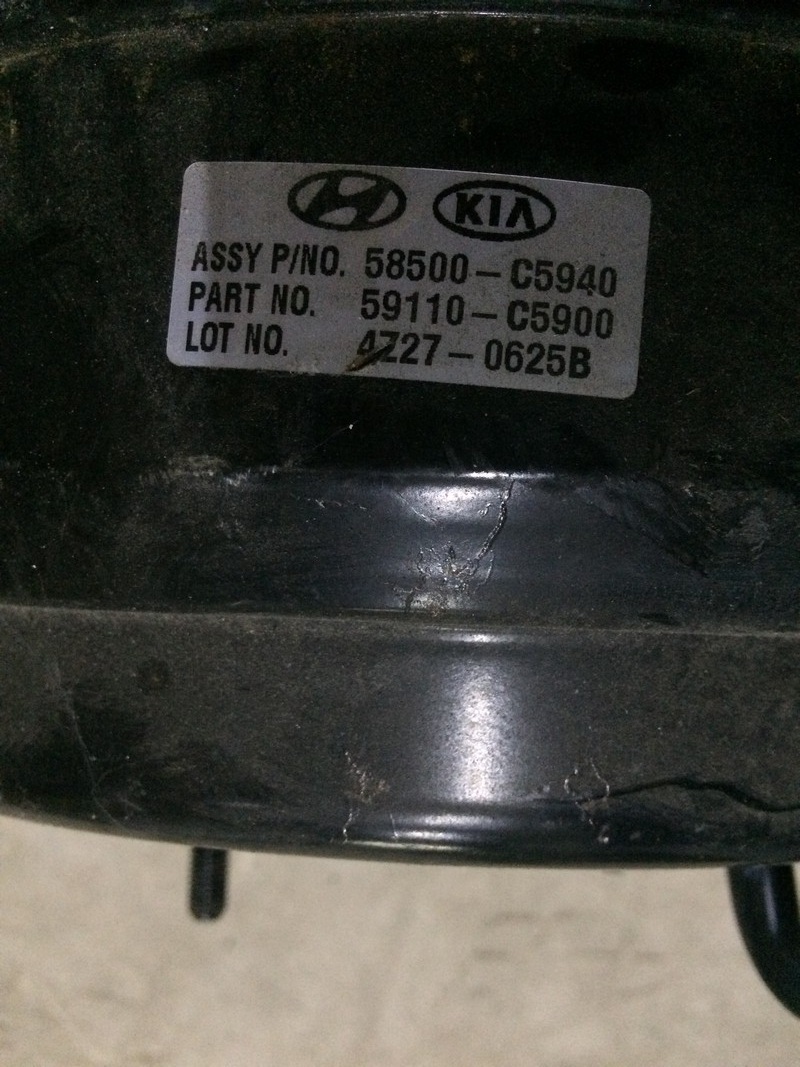 KIA
ASSY P/NO. 58500-C5940
PART NO. 59110-C5900
LOT NO. 4Z27-0625B